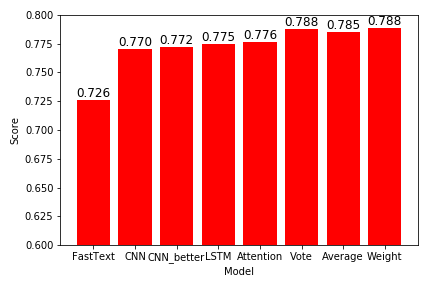 0.800
0.775
0.750
0.725
0.700
0.675
0.650
0.625
0.600
Score
0.726
0.770
0.772
0.775
0.776
0.788
0.785
0.788
FastText
CNN
CNN_better
LSTM
Attention
Vote
Average
Weight
Model